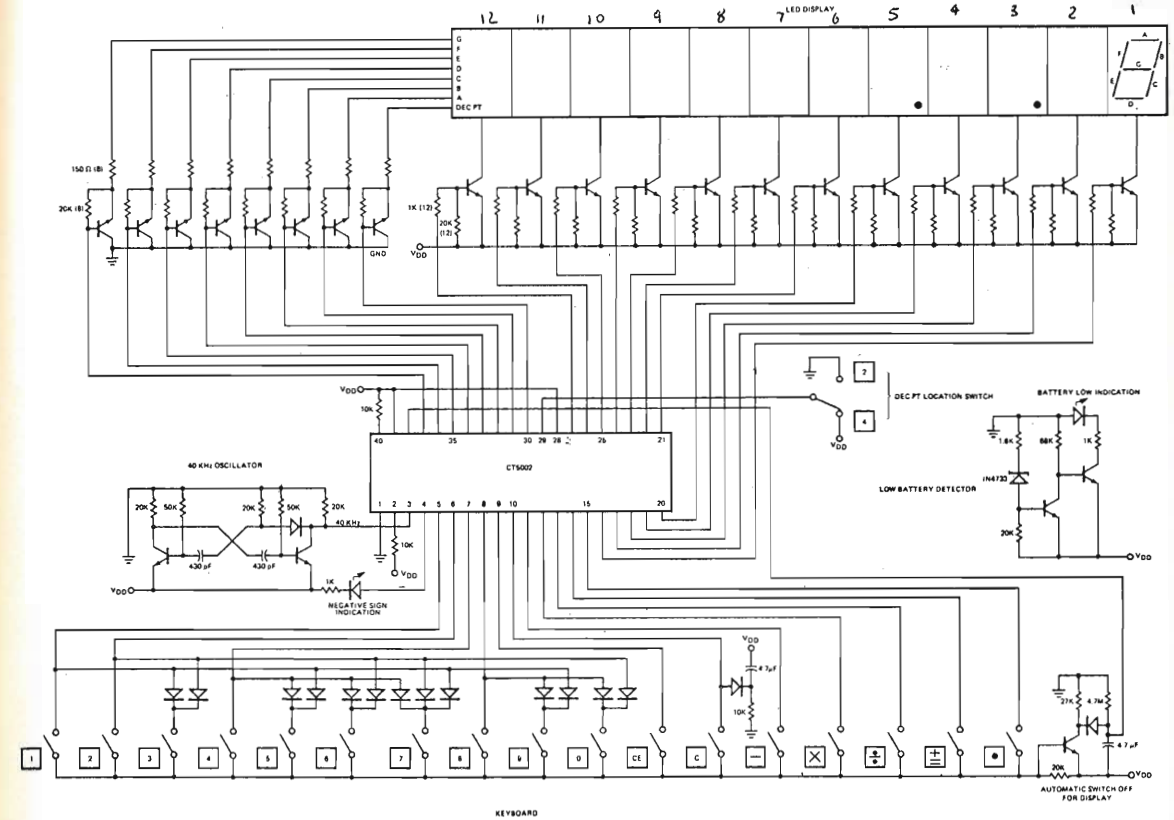 12 11 10 9 8 7 6 5 4 3 2 1
LED DISPLAY
G
F
E
D
C
B
A
DEC PT
A
F B
G
E C
D
150 Ω (8)
20K (8)
1K (12)
20K
(12)
GND
VDD
VDD
10K
2
4
DEC PT LOCATION SWITCH
VDD
BATTERY LOW INDICATION
1.6K
68K
1K
IN4733
LOW BATTERY DETECTOR
20K
VDD
40 35 30 29 28 26 21
CT5002
1 2 3 4 5 6 7 8 9 10 15 20
40 KHz OSCILLATOR
20K 50K 20K 50K 20K
40 KHz
430 pF 430 pF
10K
VDD
VDD
1K
NEGATIVE SIGN
INDICATION
VDD
4.7μF
10K
27K 4.7M
4.7 μF
20K
VDD
AUTOMATIC SWITCH OFF
FOR DISPLAY
1 2 3 4 5 6 7 8 9 0 CE C − × ÷ ± = •
KEYBOARD